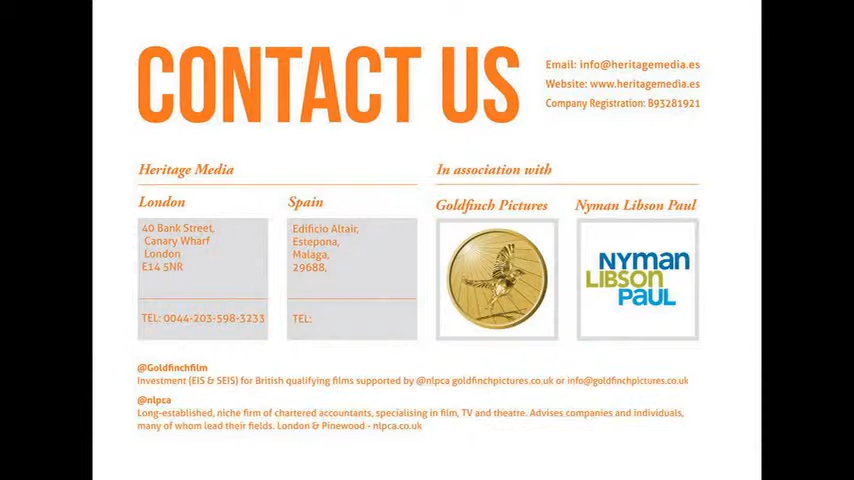 CONTACT US
Email: info@heritagemedia.es
Website: www.heritagemedia.es
Company Registration: B93281921
Heritage Media
In association with
London
Spain
Goldfinch Pictures
Nyman Libson Paul
40 Bank Street,
Canary Wharf
London
E14 5NR
TEL: 0044-203-598-3233
Edificio Altair,
Estepona,
Malaga,
29688,
TEL:
NYMAN
LIBSON
PAUL
@Goldfinchfilm
Investment (EIS & SEIS) for British qualifying films supported by @nlpca goldfinchpictures.co.uk or info@goldfinchpictures.co.uk
@nlpca
Long-established, niche firm of chartered accountants, specialising in film, TV and theatre. Advises companies and individuals,
many of whom lead their fields. London & Pinewood - nlpca.co.uk